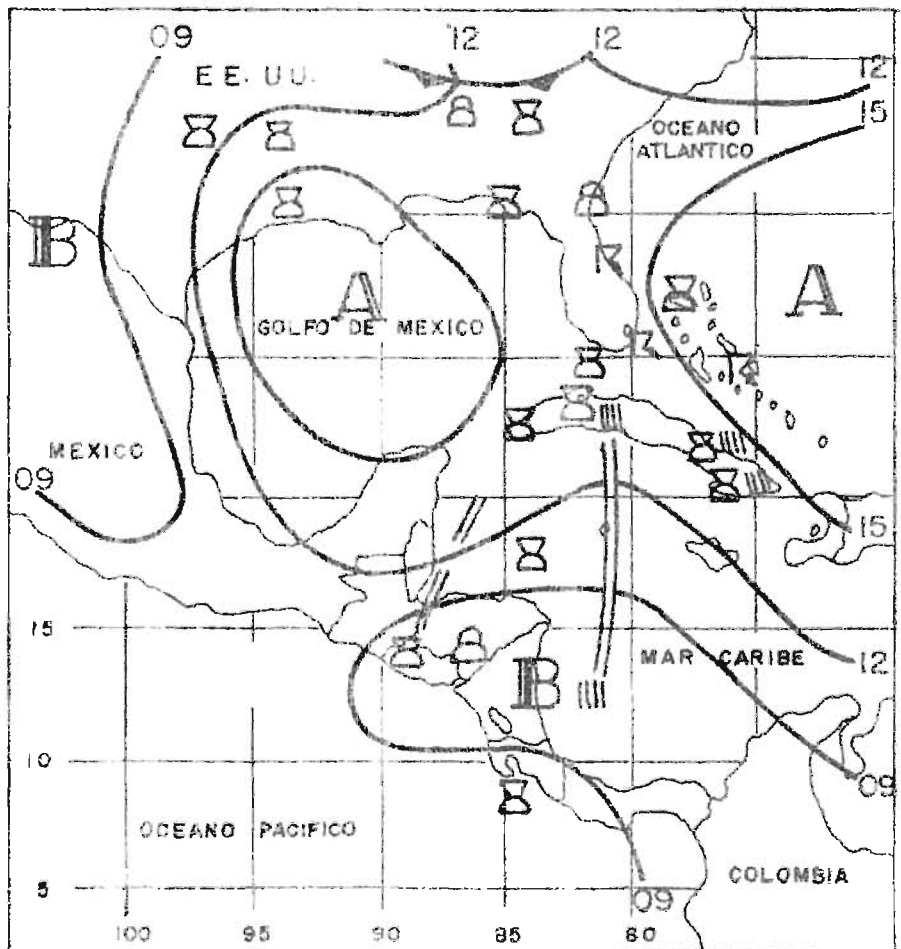 09
12
12
EE. UU.
12
15
OCEANO
ATLANTICO
B
A
A
GOLFO DE MEXICO
MEXICO
09
15
15
B
MAR CARIBE
12
10
09
OCEANO PACIFICO
COLOMBIA
5
09
100 95 90 85 80